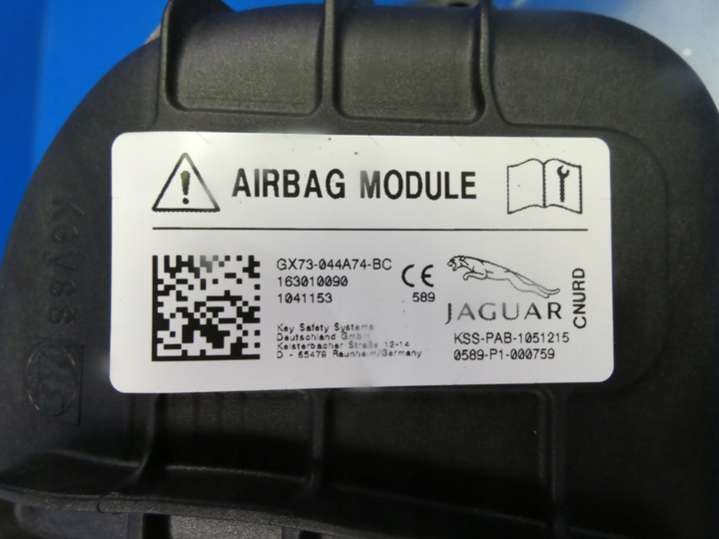 AIRBAG MODULE
GX73-044A74-BC
163010090
1041153
CE
589
JAGUAR
CNURD
Key Safety Systems
Deutschland GmbH
Kelsterbacher Straße 12-14
D - 65479 Raunheim/Germany
KSS-PAB-1051215
0589-P1-000759